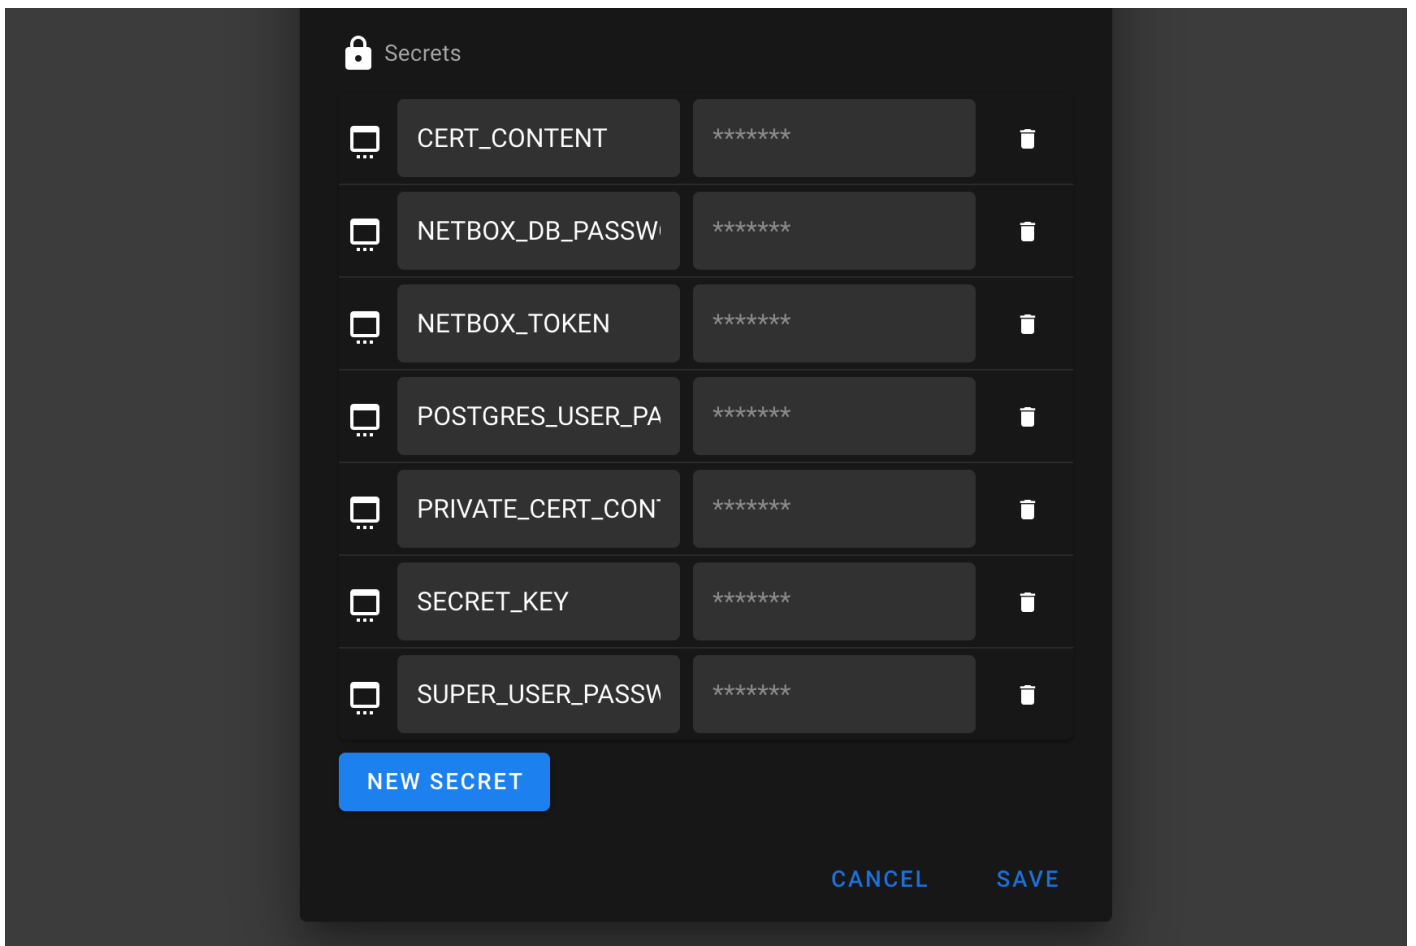 Secrets
CERT_CONTENT *******
NETBOX_DB_PASSW
NETBOX_TOKEN *******
POSTGRES_USER_PA *******
PRIVATE_CERT_CON *******
SECRET_KEY *******
SUPER_USER_PASSW *******
NEW SECRET
CANCEL SAVE